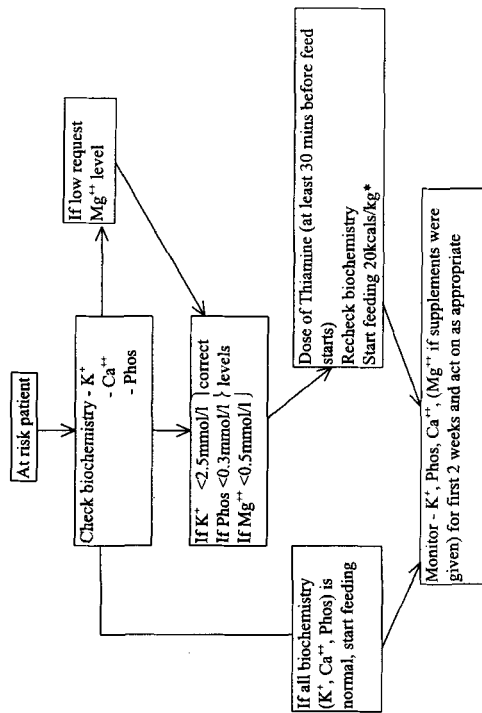 At risk patient
Check biochemistry - K⁺
- Ca⁺⁺
- Phos
If low request
Mg⁺⁺ level
If K⁺ <2.5mmol/l } correct
If Phos <0.3mmol/l } levels
If Mg⁺⁺ <0.5mmol/l }
If all biochemistry
(K⁺, Ca⁺⁺, Phos) is
normal, start feeding
Dose of Thiamine (at least 30 mins before feed
starts)
Recheck biochemistry
Start feeding 20kcals/kg*
Monitor - K⁺, Phos, Ca⁺⁺, (Mg⁺⁺ if supplements were
given) for first 2 weeks and act on as appropriate